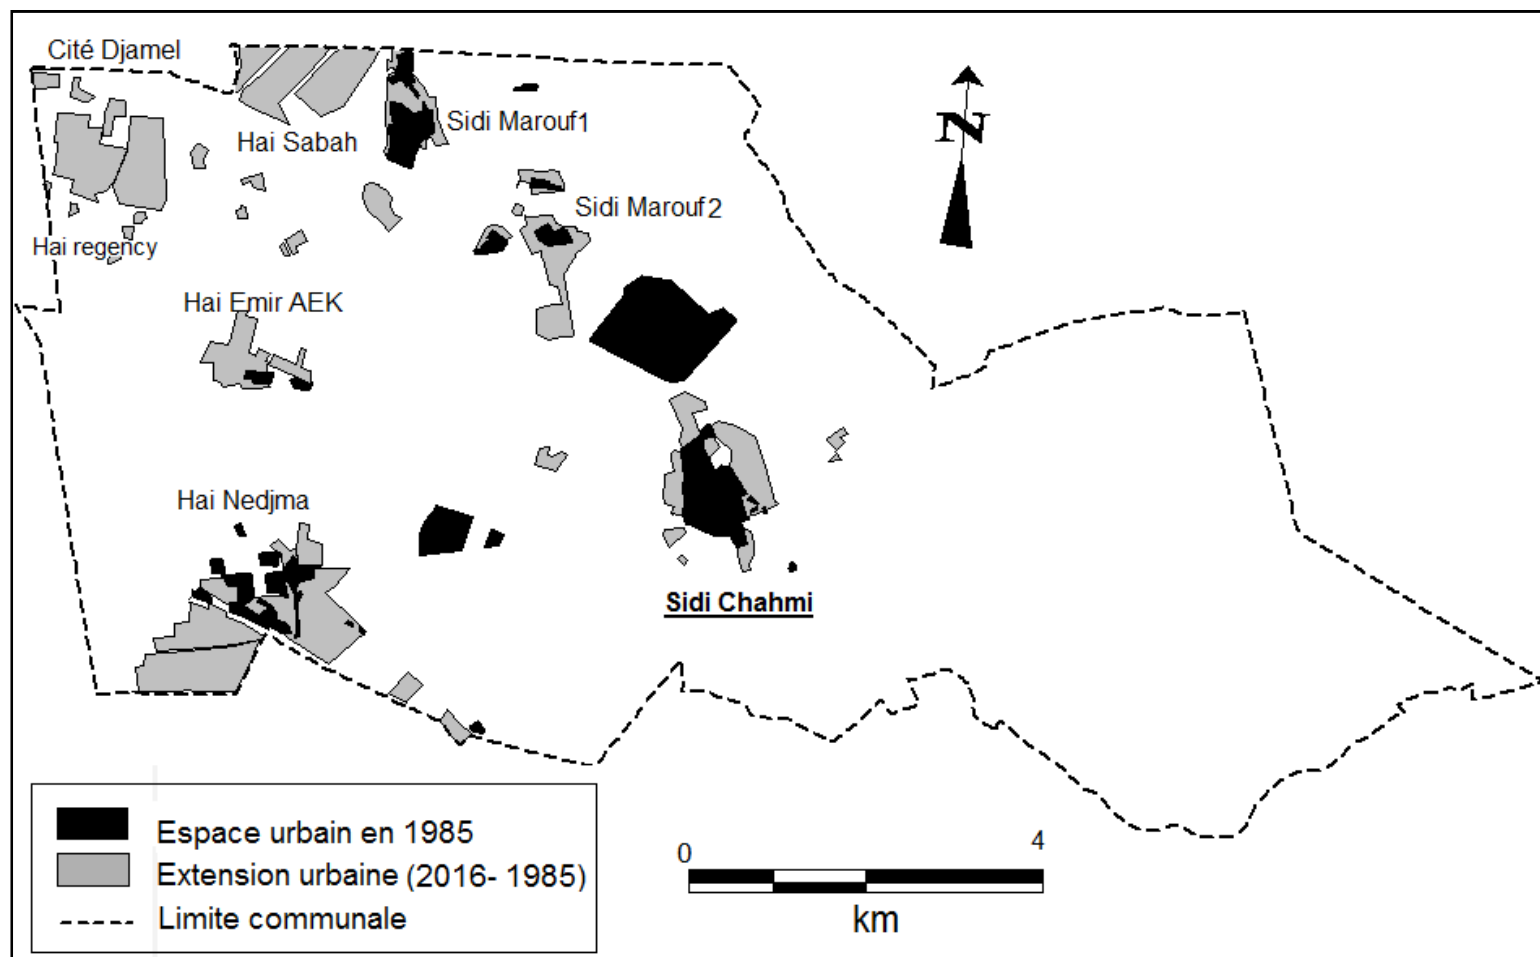 Cité Djamel
Hai Sabah
Sidi Marouf1
N
Sidi Marouf2
Hai regency
Hai Emir AEK
Hai Nedjma
Sidi Chahmi
Espace urbain en 1985
Extension urbaine (2016- 1985)
Limite communale
0 4
km